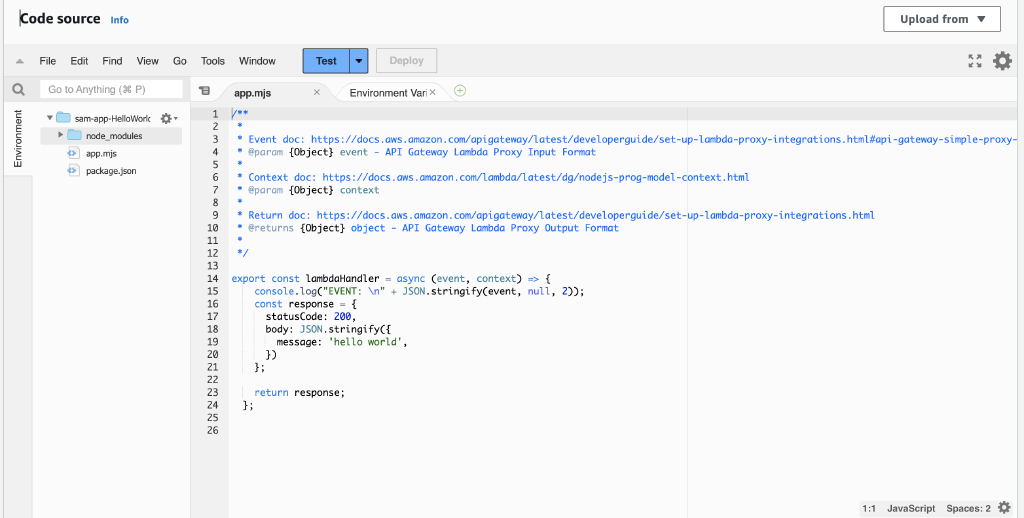 Code source Info
Upload from
File Edit Find View Go Tools Window Test Deploy
Go to Anything (⌘ P)
app.mjs
Environment Vari
Environment
sam-app-HelloWorld
node_modules
app.mjs
package.json
1 /**
2 *
3 * Event doc: https://docs.aws.amazon.com/apigateway/latest/developerguide/set-up-lambda-proxy-integrations.html#api-gateway-simple-proxy-
4 * @param {Object} event - API Gateway Lambda Proxy Input Format
5 *
6 * Context doc: https://docs.aws.amazon.com/lambda/latest/dg/nodejs-prog-model-context.html
7 * @param {Object} context
8 *
9 * Return doc: https://docs.aws.amazon.com/apigateway/latest/developerguide/set-up-lambda-proxy-integrations.html
10 * @returns {Object} object - API Gateway Lambda Proxy Output Format
11 *
12 */
13
14 export const lambdaHandler = async (event, context) => {
15 console.log("EVENT: \n" + JSON.stringify(event, null, 2));
16 const response = {
17 statusCode: 200,
18 body: JSON.stringify({
19 message: 'hello world',
20 })
21 };
22
23 return response;
24 };
25
26
1:1 JavaScript Spaces: 2